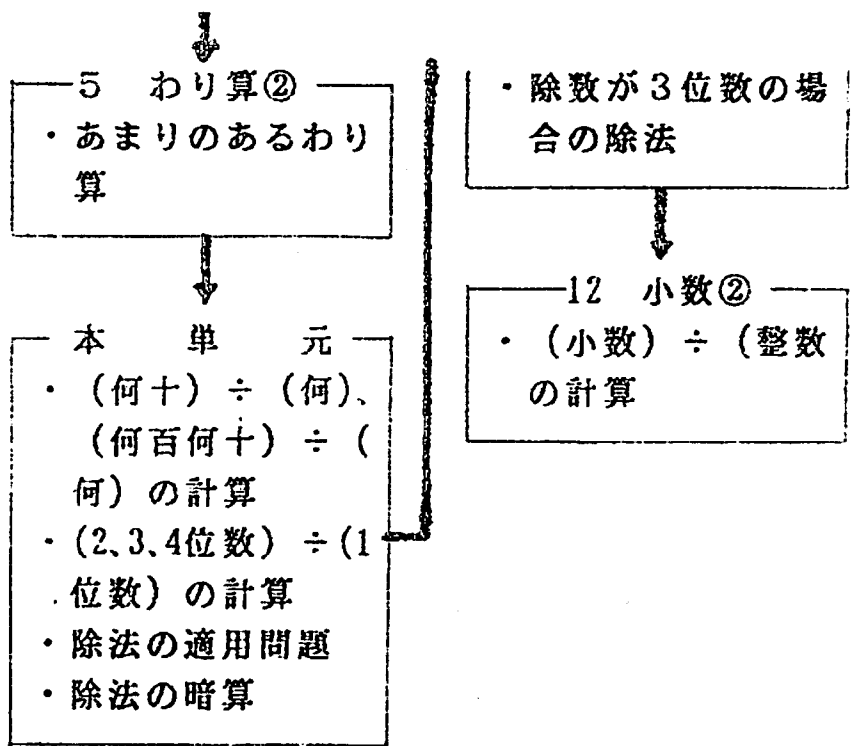 5 わり算②
・あまりのあるわり
算
本 単 元
・(何十)÷(何)、
(何百何十)÷(
何)の計算
・(2、3、4位数)÷(1
位数)の計算
・除法の適用問題
・除法の暗算
・除数が3位数の場
合の除法
12 小数②
・(小数)÷(整数
の計算